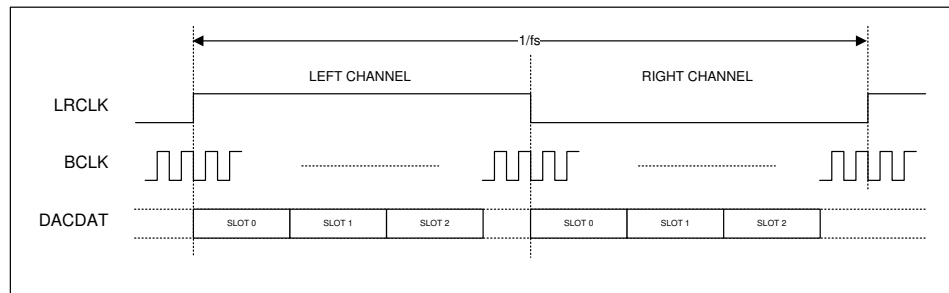 1/fs
LEFT CHANNEL RIGHT CHANNEL
LRCLK
BCLK
DACDAT SLOT 0 SLOT 1 SLOT 2 SLOT 0 SLOT 1 SLOT 2